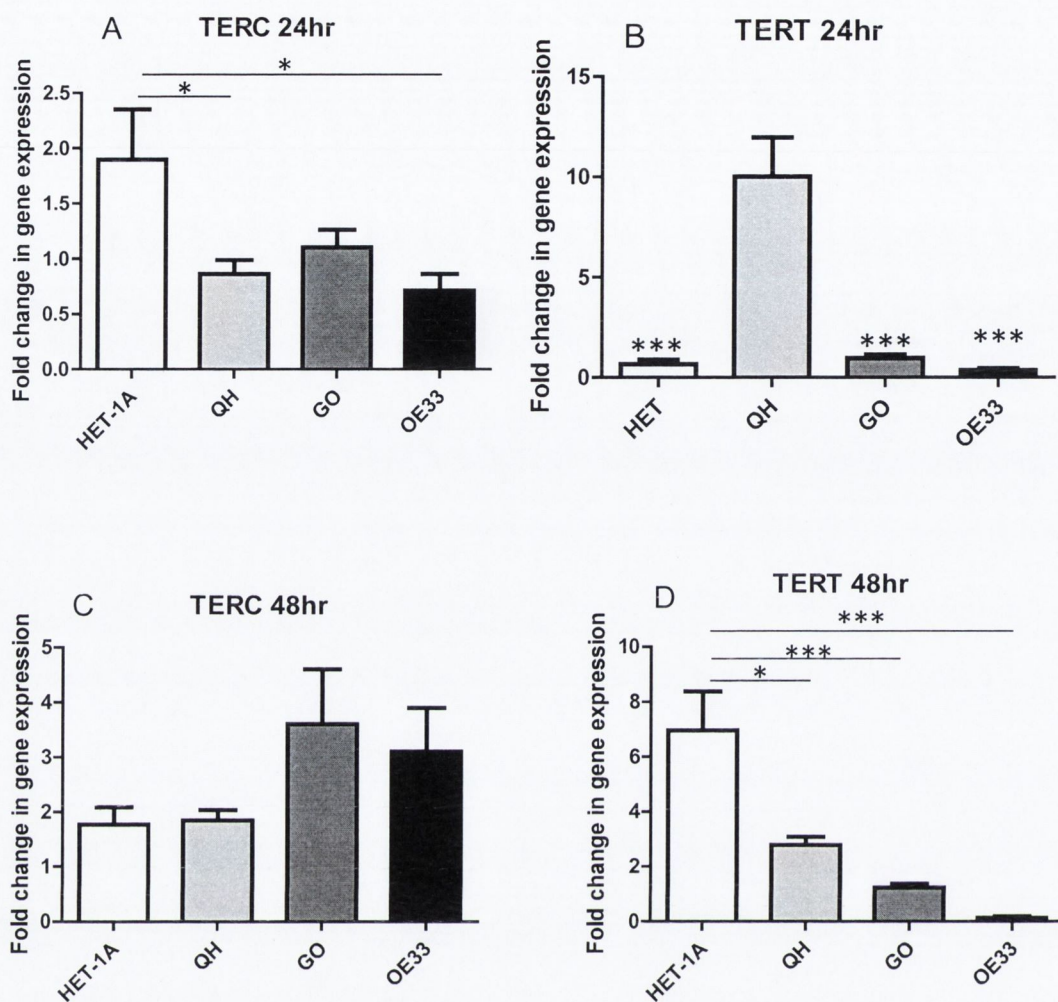 A
TERC 24hr
*
*
Fold change in gene expression
2.5
2.0
1.5
1.0
0.5
0.0
HET-1A
QH
GO
OE33
B
TERT 24hr
Fold change in gene expression
15
10
5
0
***
***
***
HET
QH
GO
OE33
C
TERC 48hr
Fold change in gene expression
5
4
3
2
1
0
HET-1A
QH
GO
OE33
D
TERT 48hr
***
***
*
Fold change in gene expression
10
8
6
4
2
0
HET-1A
QH
GO
OE33